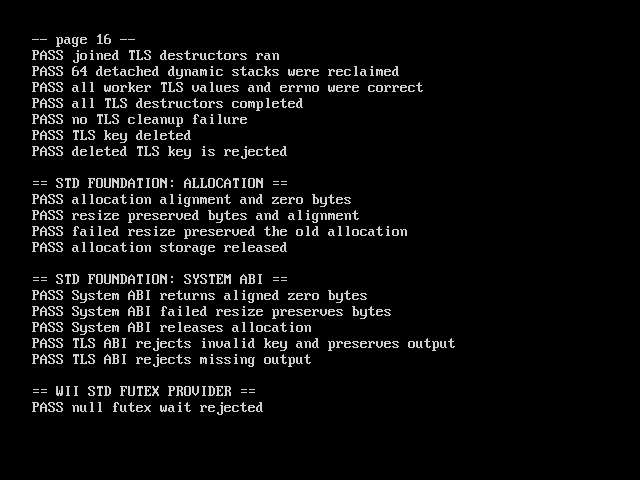 -- page 16 --
PASS joined TLS destructors ran
PASS 64 detached dynamic stacks were reclaimed
PASS all worker TLS values and errno were correct
PASS all TLS destructors completed
PASS no TLS cleanup failure
PASS TLS key deleted
PASS deleted TLS key is rejected
== STD FOUNDATION: ALLOCATION ==
PASS allocation alignment and zero bytes
PASS resize preserved bytes and alignment
PASS failed resize preserved the old allocation
PASS allocation storage released
== STD FOUNDATION: SYSTEM ABI ==
PASS System ABI returns aligned zero bytes
PASS System ABI failed resize preserves bytes
PASS System ABI releases allocation
PASS TLS ABI rejects invalid key and preserves output
PASS TLS ABI rejects missing output
== WII STD FUTEX PROVIDER ==
PASS null futex wait rejected